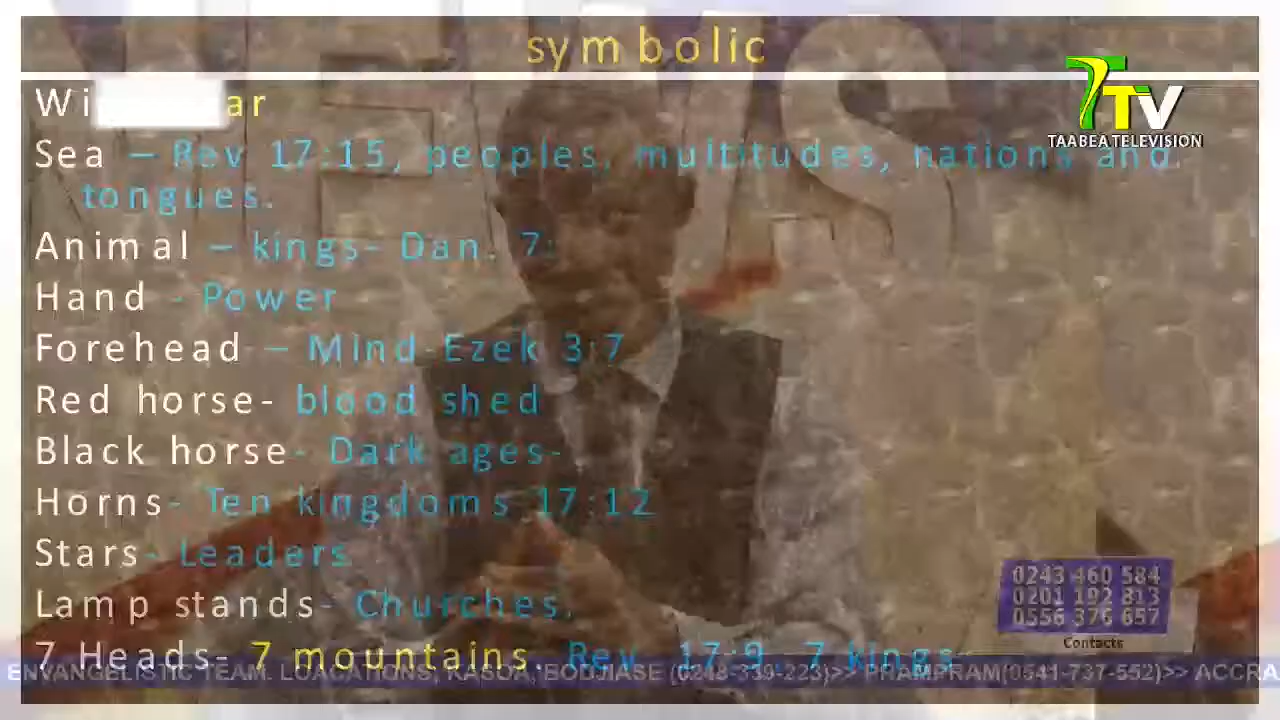 symbolic
TV
TAABEA TELEVISION
Sea – Rev 17:15, peoples, multitudes, nations and
tongues.
Animal – kings- Dan. 7:
Hand - Power
Forehead – Mind-Ezek 3:7
Red horse- blood shed
Black horse- Dark ages-
Horns- Ten kingdoms 17:12
Stars- Leaders
Lamp stands- Churches.
7 Heads- 7 mountains. Rev. 17:9, 7 kings-
0243 460 584
0201 192 813
0556 376 657
Contacts
ENVANGELISTIC TEAM. LOACATIONS, KASOA, BODJIASE (0248-339-223)>> PRAMPRAM(0541-737-552)>> ACCRA